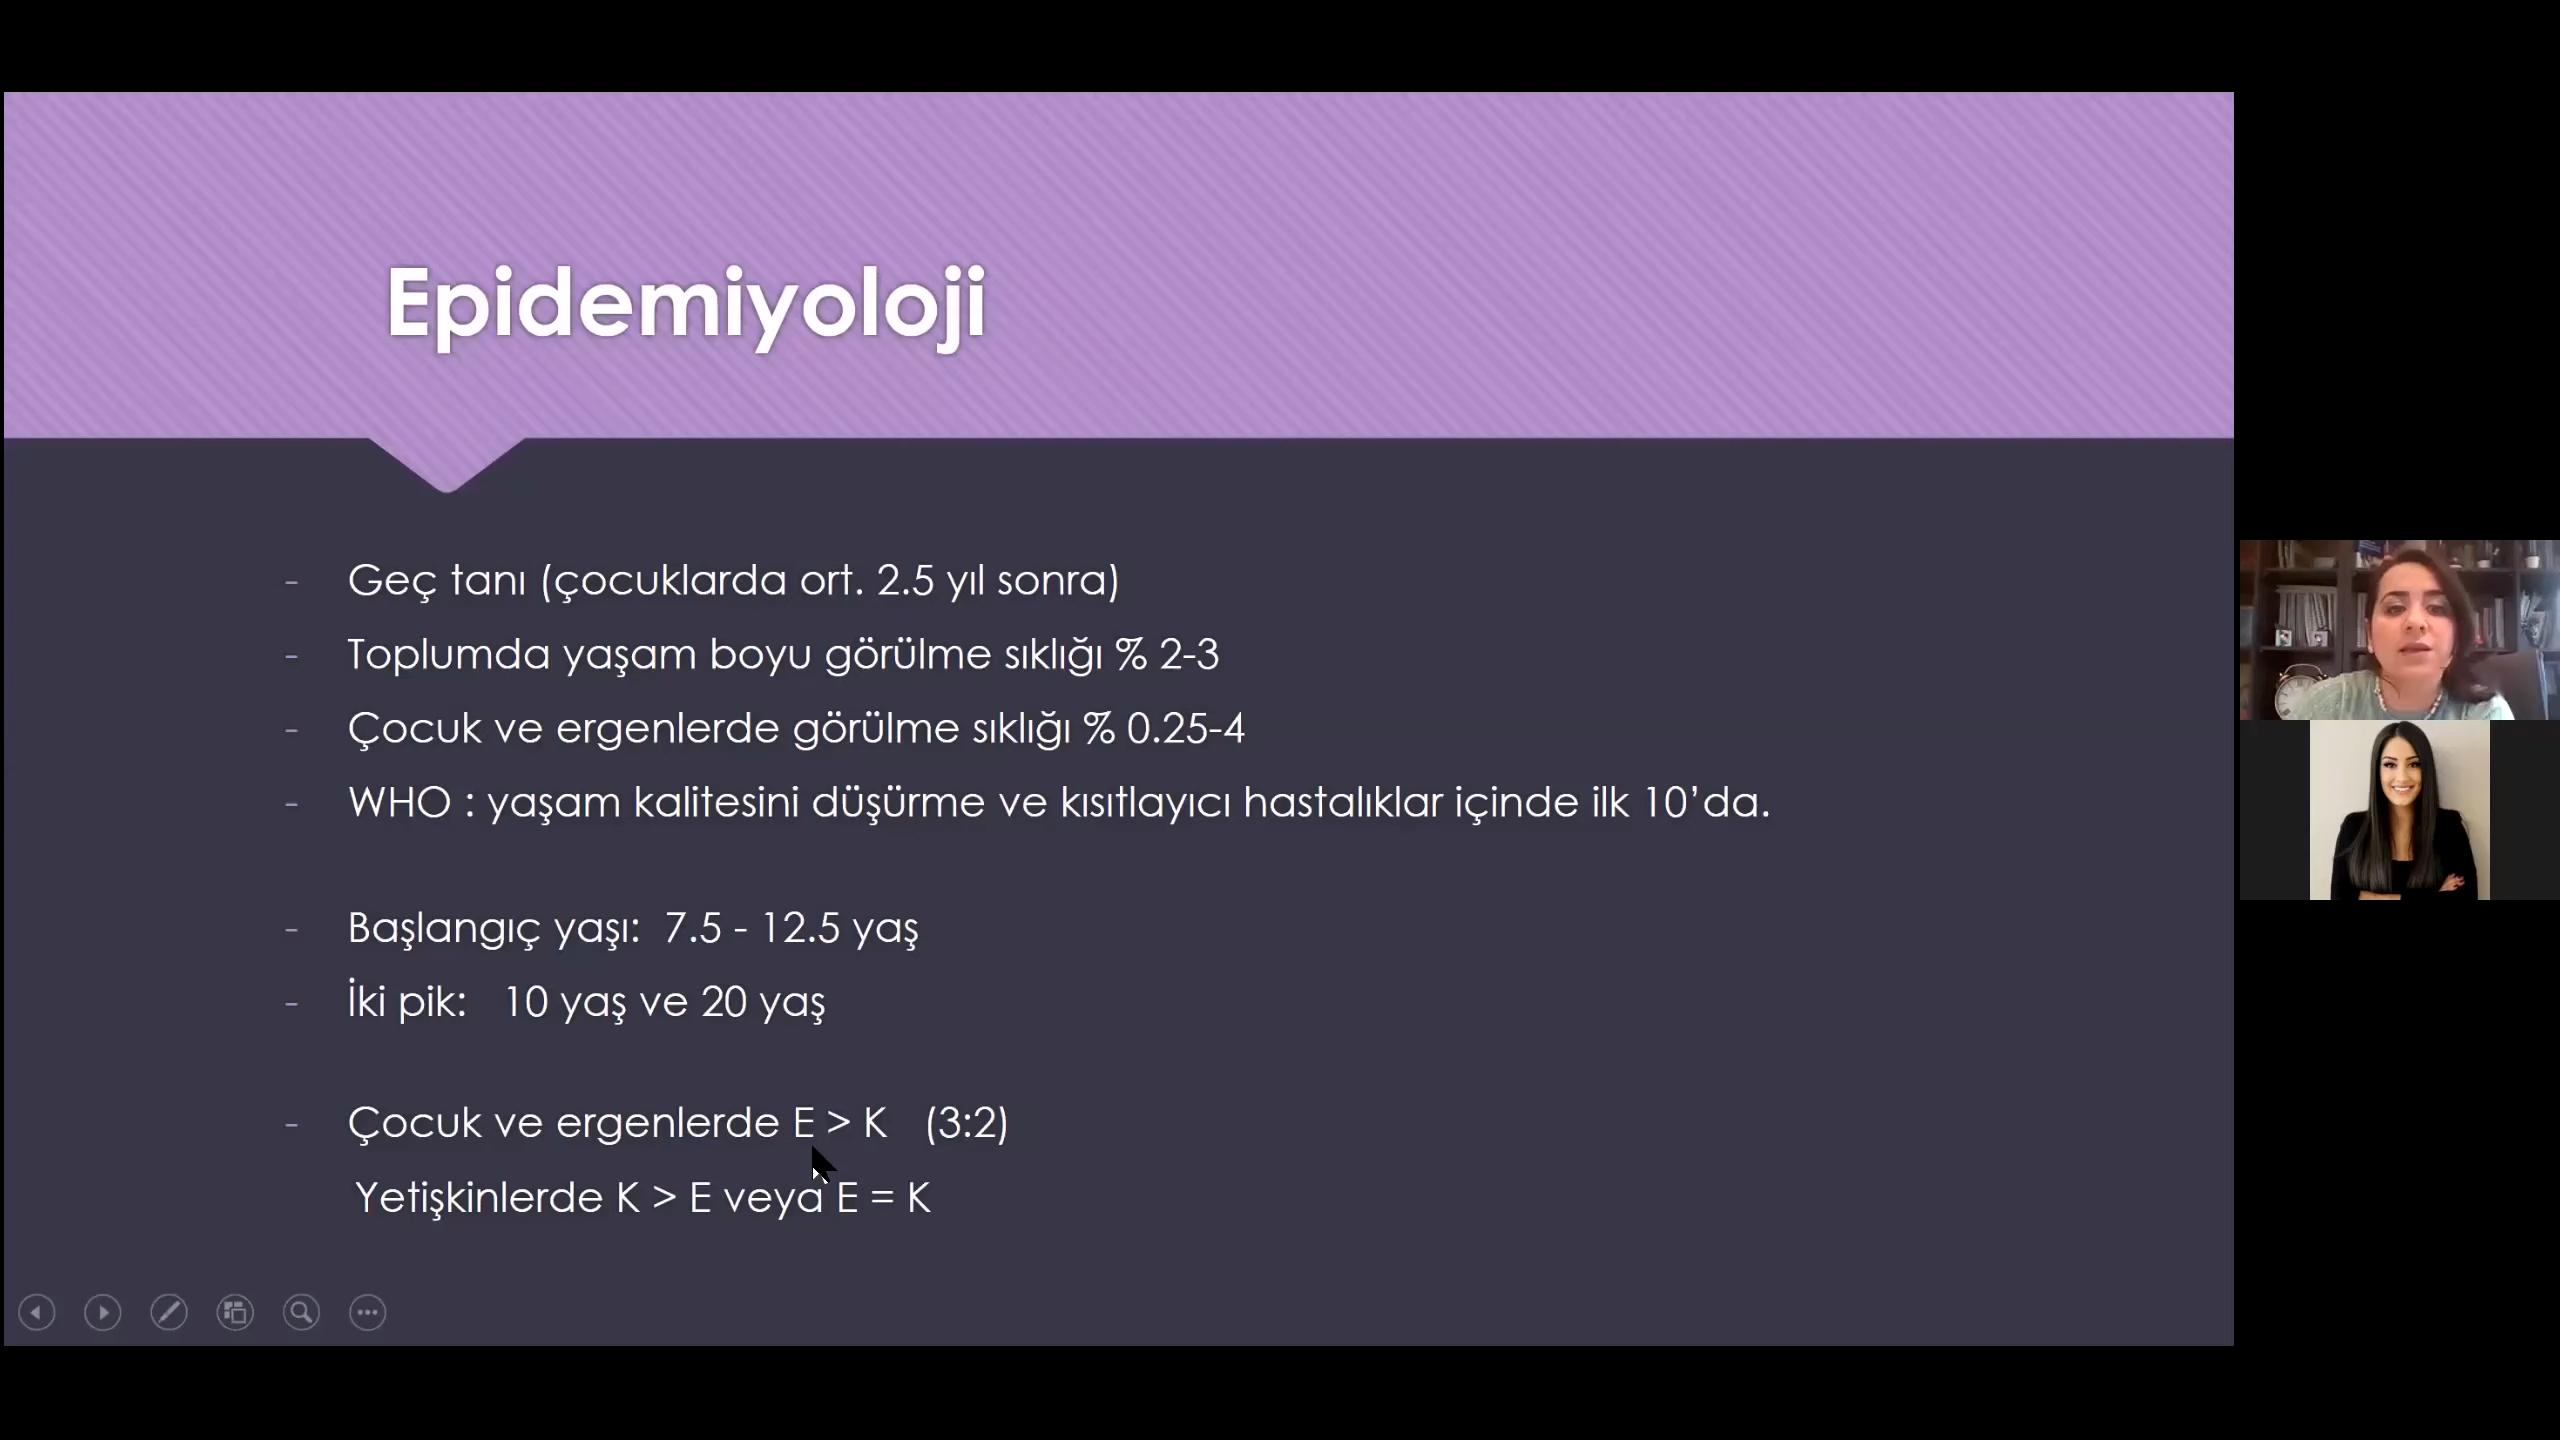 Epidemiyoloji
- Geç tanı (çocuklarda ort. 2.5 yıl sonra)
- Toplumda yaşam boyu görülme sıklığı % 2-3
- Çocuk ve ergenlerde görülme sıklığı % 0.25-4
- WHO : yaşam kalitesini düşürme ve kısıtlayıcı hastalıklar içinde ilk 10’da.
- Başlangıç yaşı: 7.5 - 12.5 yaş
- İki pik: 10 yaş ve 20 yaş
- Çocuk ve ergenlerde E > K (3:2)
Yetişkinlerde K > E veya E = K